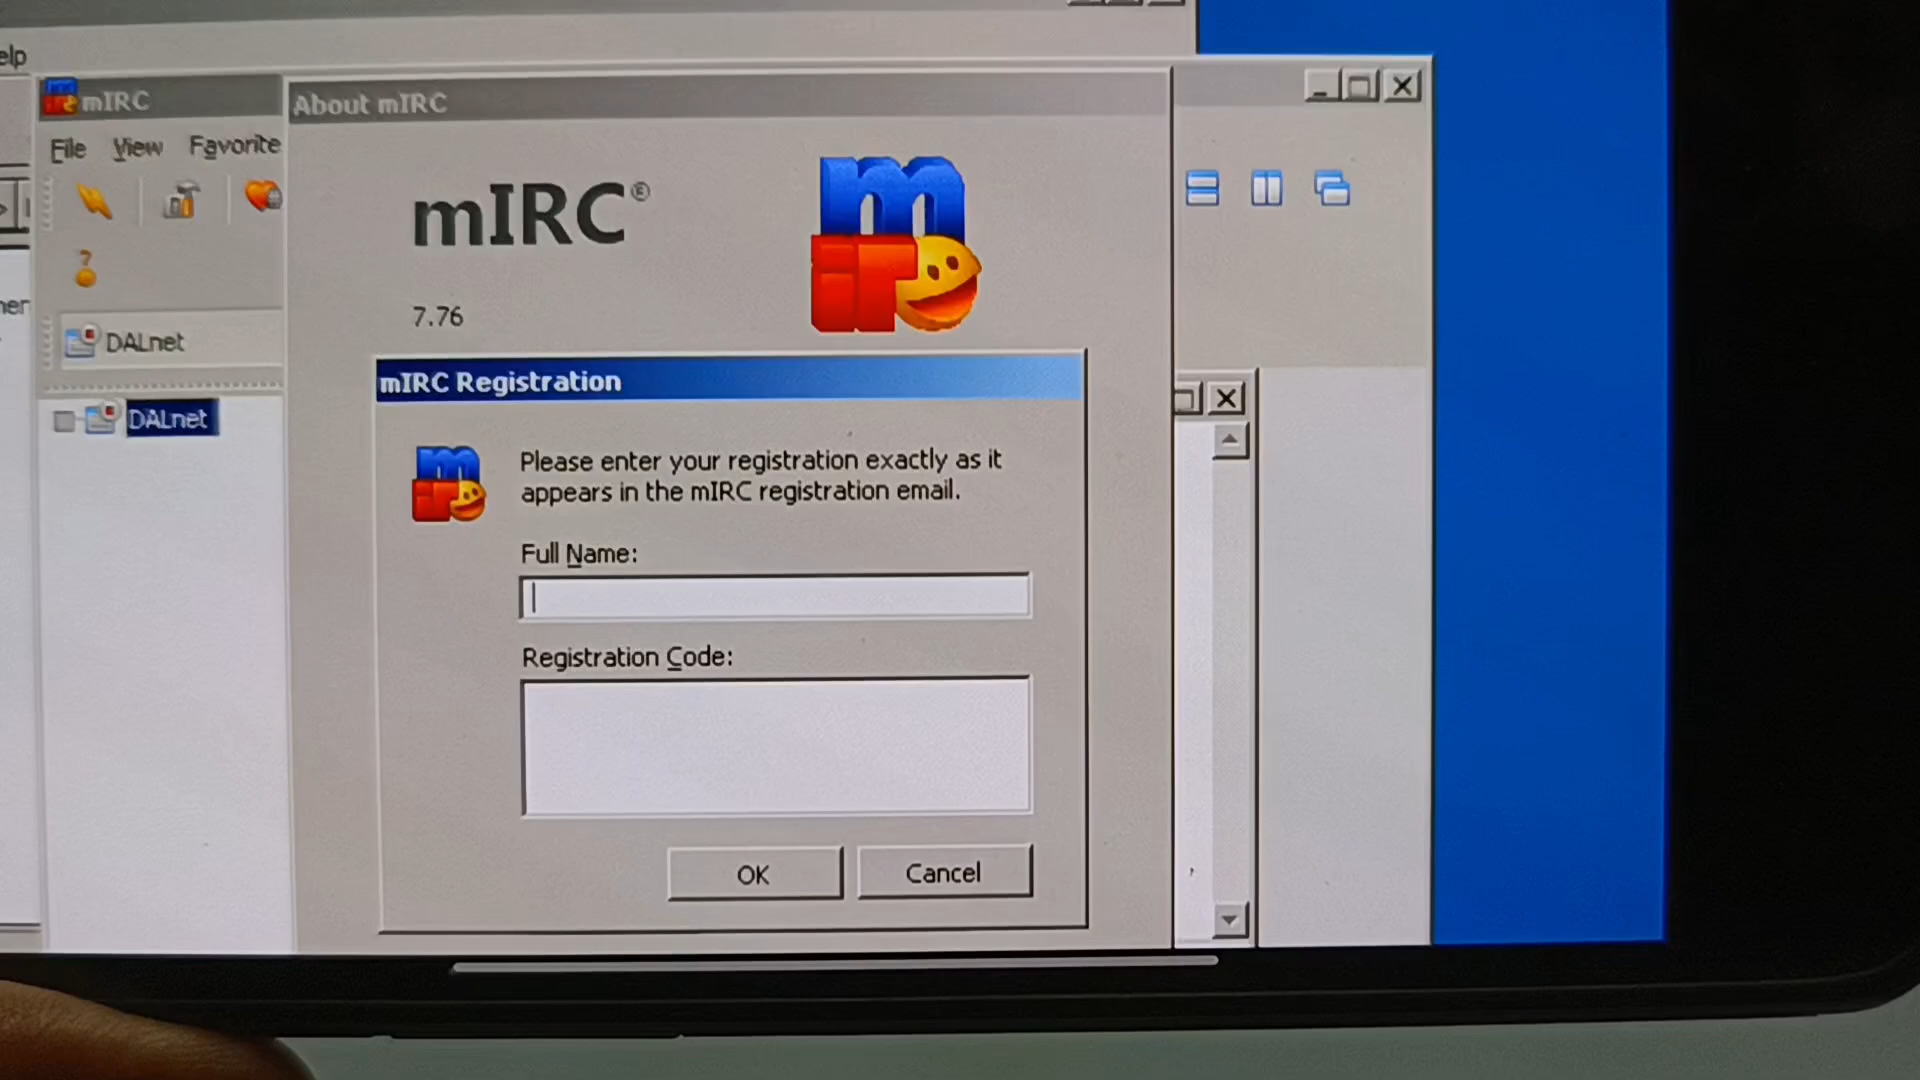 mIRC
About mIRC
File View Favorite
mIRC®
7.76
DALnet
DALnet
mIRC Registration
Please enter your registration exactly as it
appears in the mIRC registration email.
Full Name:
Registration Code:
OK Cancel